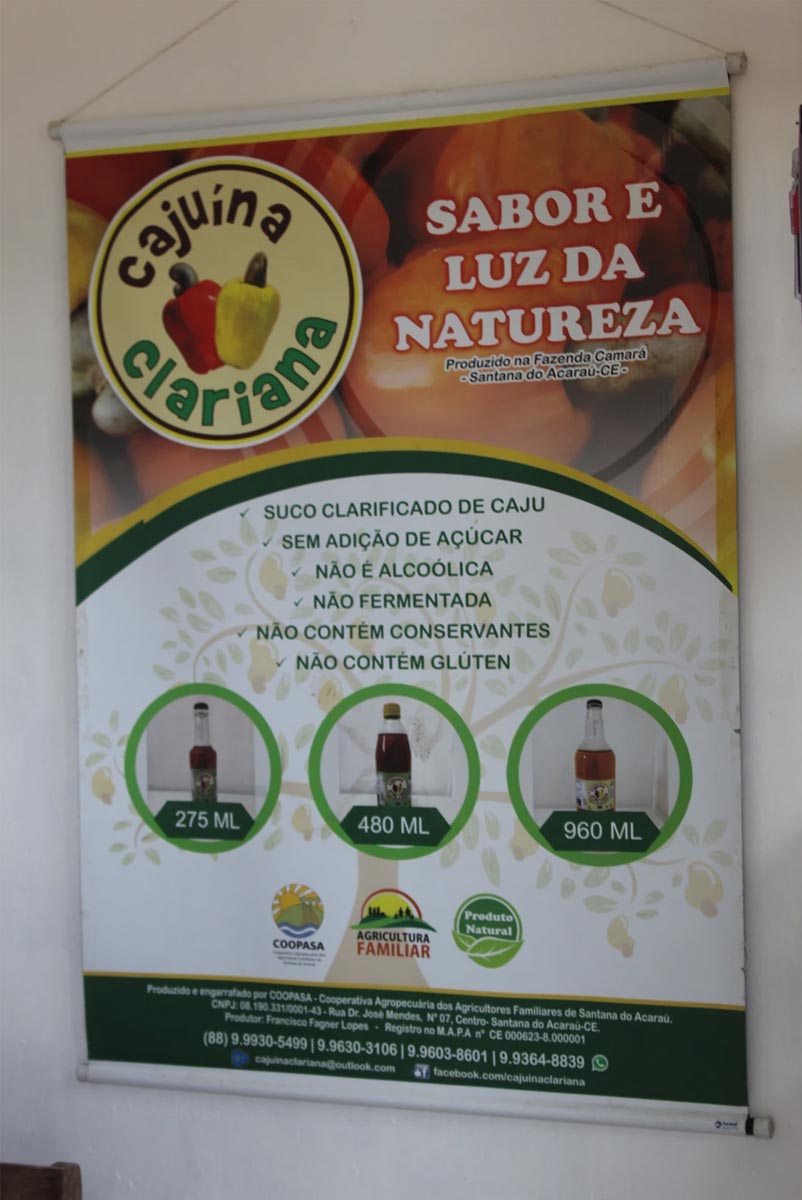 cajuína
clariana
SABOR E
LUZ DA
NATUREZA
Produzido na Fazenda Camará
- Santana do Acaraú-CE -
✓ SUCO CLARIFICADO DE CAJU
✓ SEM ADIÇÃO DE AÇÚCAR
✓ NÃO É ALCOÓLICA
✓ NÃO FERMENTADA
✓ NÃO CONTÉM CONSERVANTES
✓ NÃO CONTÉM GLÚTEN
275 ML
480 ML
960 ML
COOPASA
AGRICULTURA
FAMILIAR
Produto
Natural
Produzido e engarrafado por COOPASA - Cooperativa Agropecuária dos Agricultores Familiares de Santana do Acaraú.
CNPJ: 08.190.331/0001-43 - Rua Dr. José Mendes, N° 07, Centro- Santana do Acaraú-CE.
Produtor: Francisco Fagner Lopes - Registro no M.A.P.A n° CE 000623-8.000001
(88) 9.9930-5499 | 9.9630-3106 | 9.9603-8601 | 9.9364-8839
cajuinaclariana@outlook.com
facebook.com/cajuinaclariana